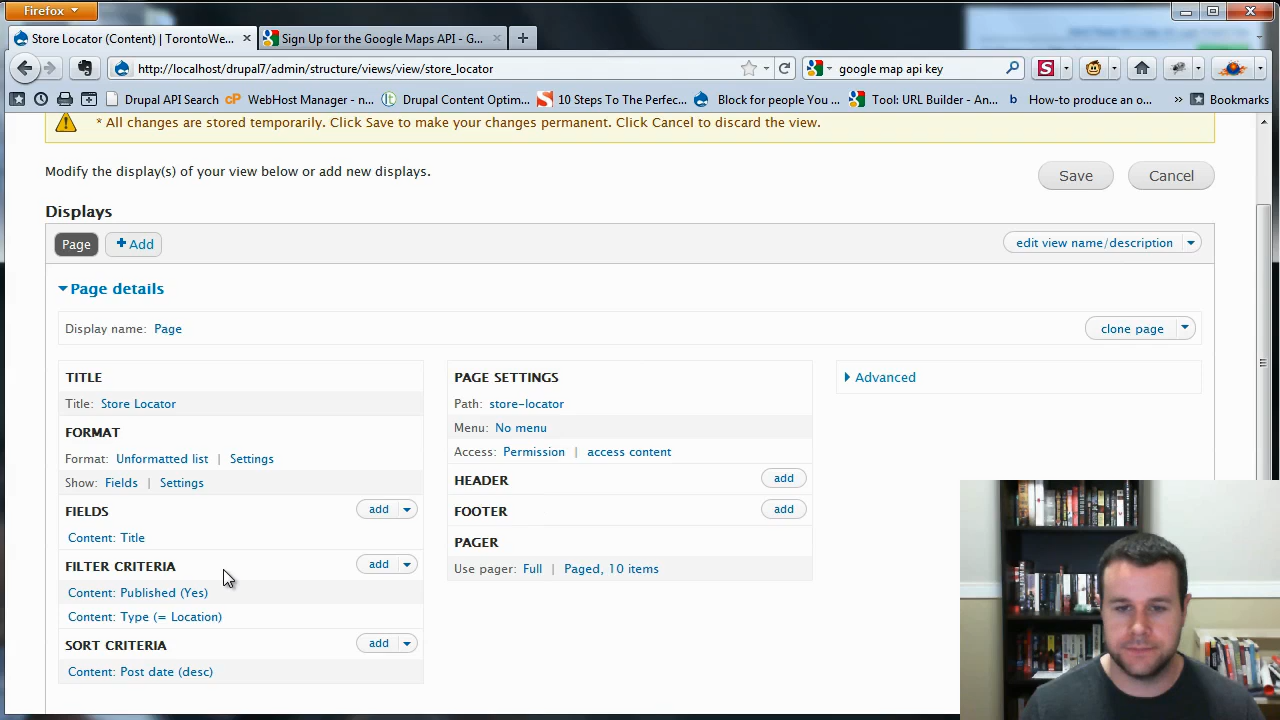 Firefox
Store Locator (Content) | TorontoWe...
Sign Up for the Google Maps API - G...
http://localhost/drupal7/admin/structure/views/view/store_locator
google map api key
Drupal API Search
cP WebHost Manager - n...
Drupal Content Optim...
10 Steps To The Perfec...
Block for people You ...
Tool: URL Builder - An...
b How-to produce an o...
» Bookmarks
* All changes are stored temporarily. Click Save to make your changes permanent. Click Cancel to discard the view.
Modify the display(s) of your view below or add new displays.
Save
Cancel
Displays
Page
+ Add
edit view name/description
Page details
Display name: Page
clone page
TITLE
Title: Store Locator
FORMAT
Format: Unformatted list | Settings
Show: Fields | Settings
FIELDS
add
Content: Title
FILTER CRITERIA
add
Content: Published (Yes)
Content: Type (= Location)
SORT CRITERIA
add
Content: Post date (desc)
PAGE SETTINGS
Path: store-locator
Menu: No menu
Access: Permission | access content
HEADER
add
FOOTER
add
PAGER
Use pager: Full | Paged, 10 items
Advanced